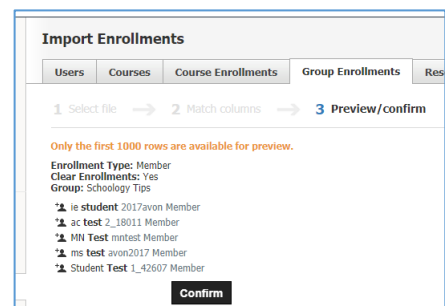 Import Enrollments
Users Courses Course Enrollments Group Enrollments Res
1 Select file 2 Match columns 3 Preview/confirm
Only the first 1000 rows are available for preview.
Enrollment Type: Member
Clear Enrollments: Yes
Group: Schoology Tips
ie student 2017avon Member
ac test 2_18011 Member
MN Test mntest Member
ms test avon2017 Member
Student Test 1_42607 Member
Confirm